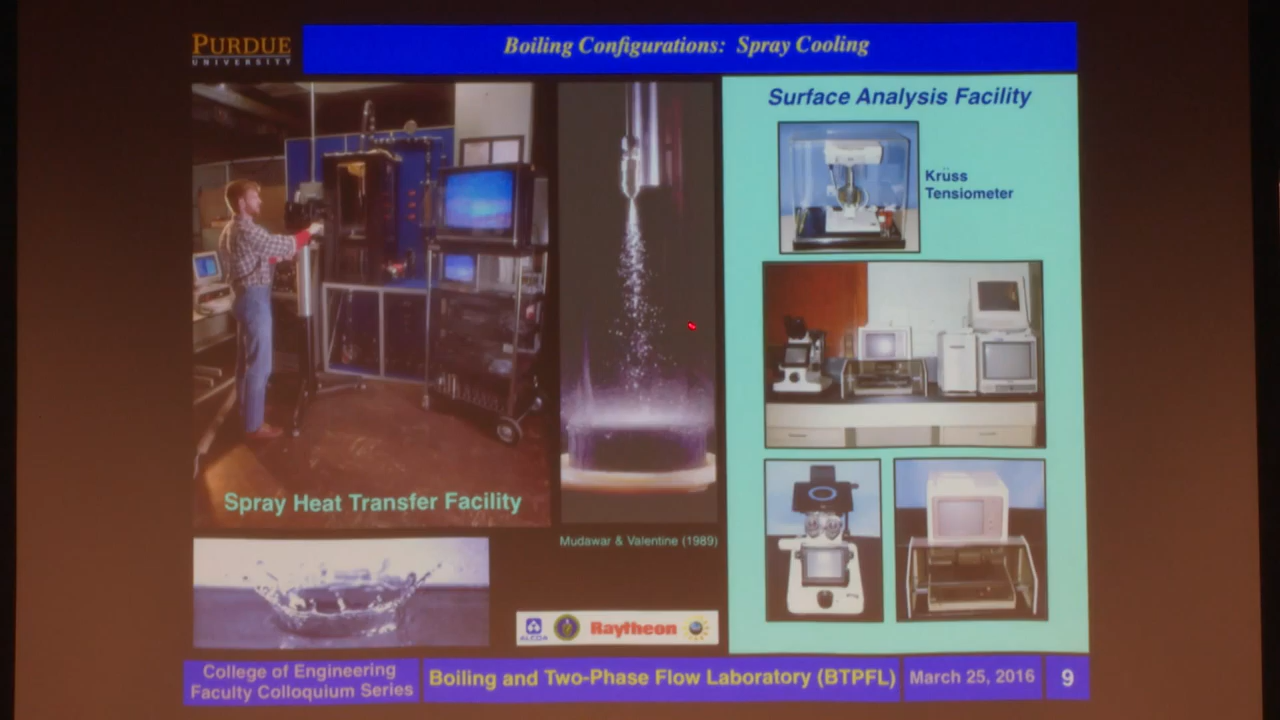 PURDUE
UNIVERSITY
Boiling Configurations: Spray Cooling
Surface Analysis Facility
Krüss
Tensiometer
Spray Heat Transfer Facility
Mudawar & Valentine (1989)
ALCOA
Raytheon
College of Engineering
Faculty Colloquium Series
Boiling and Two-Phase Flow Laboratory (BTPFL)
March 25, 2016
9